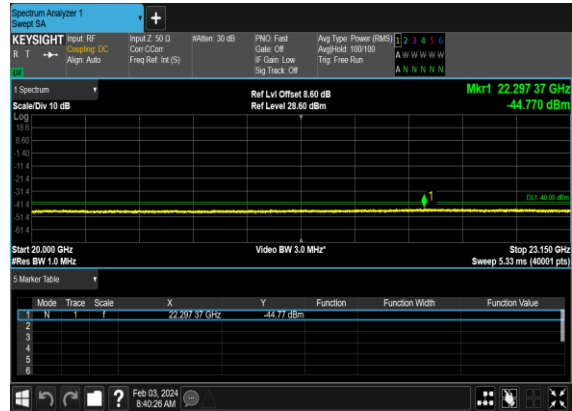 Spectrum Analyzer 1
Swept SA
KEYSIGHT Input: RF Input Z: 50 Ω #Atten: 30 dB PNO: Fast Avg Type: Power (RMS) 1 2 3 4 5 6
R T Coupling: DC Corr CCorr Gate: Off Avg|Hold: 100/100 A W W W W W
Align: Auto Freq Ref: Int (S) IF Gain: Low Trig: Free Run
LW Sig Track: Off A N N N N N
1 Spectrum Ref Lvl Offset 8.60 dB Mkr1 22.297 37 GHz
Scale/Div 10 dB Ref Level 28.60 dBm -44.770 dBm
Log
18.6
8.60
-1.40
-11.4
-21.4
-31.4 1 DL1 -40.00 dBm
-41.4
-51.4
-61.4
Start 20.000 GHz Video BW 3.0 MHz* Stop 23.150 GHz
#Res BW 1.0 MHz Sweep 5.33 ms (40001 pts)
5 Marker Table
Mode Trace Scale X Y Function Function Width Function Value
1 N 1 f 22.297 37 GHz -44.77 dBm
2
3
4
5
6
? Feb 03, 2024
8:40:26 AM